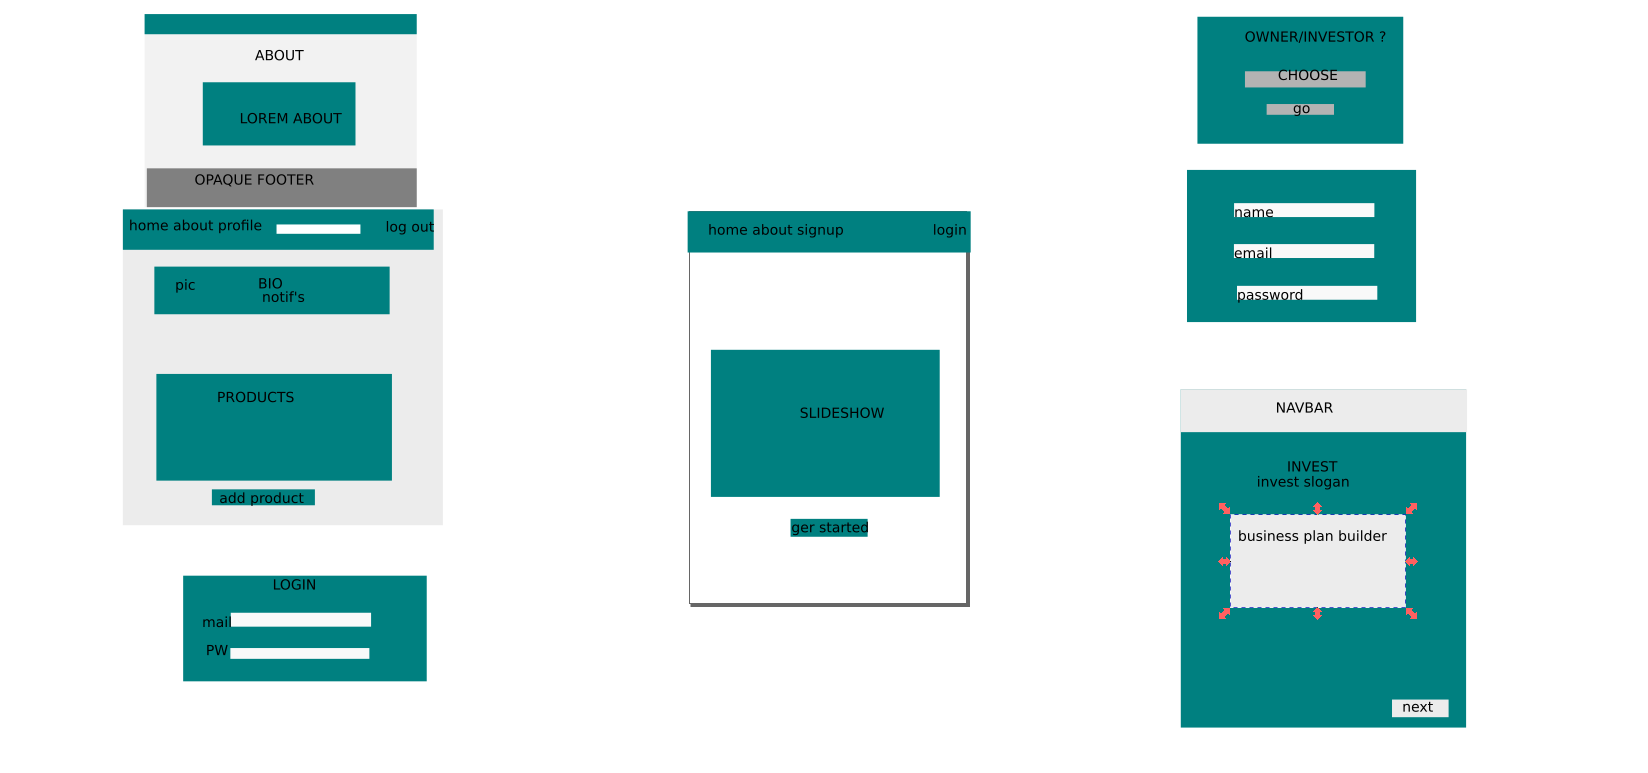 ABOUT
LOREM ABOUT
OPAQUE FOOTER
home about profile
log out
pic
BIO
notif's
PRODUCTS
add product
LOGIN
mail
PW
home about signup
login
SLIDESHOW
ger started
OWNER/INVESTOR ?
CHOOSE
go
name
email
password
NAVBAR
INVEST
invest slogan
business plan builder
next